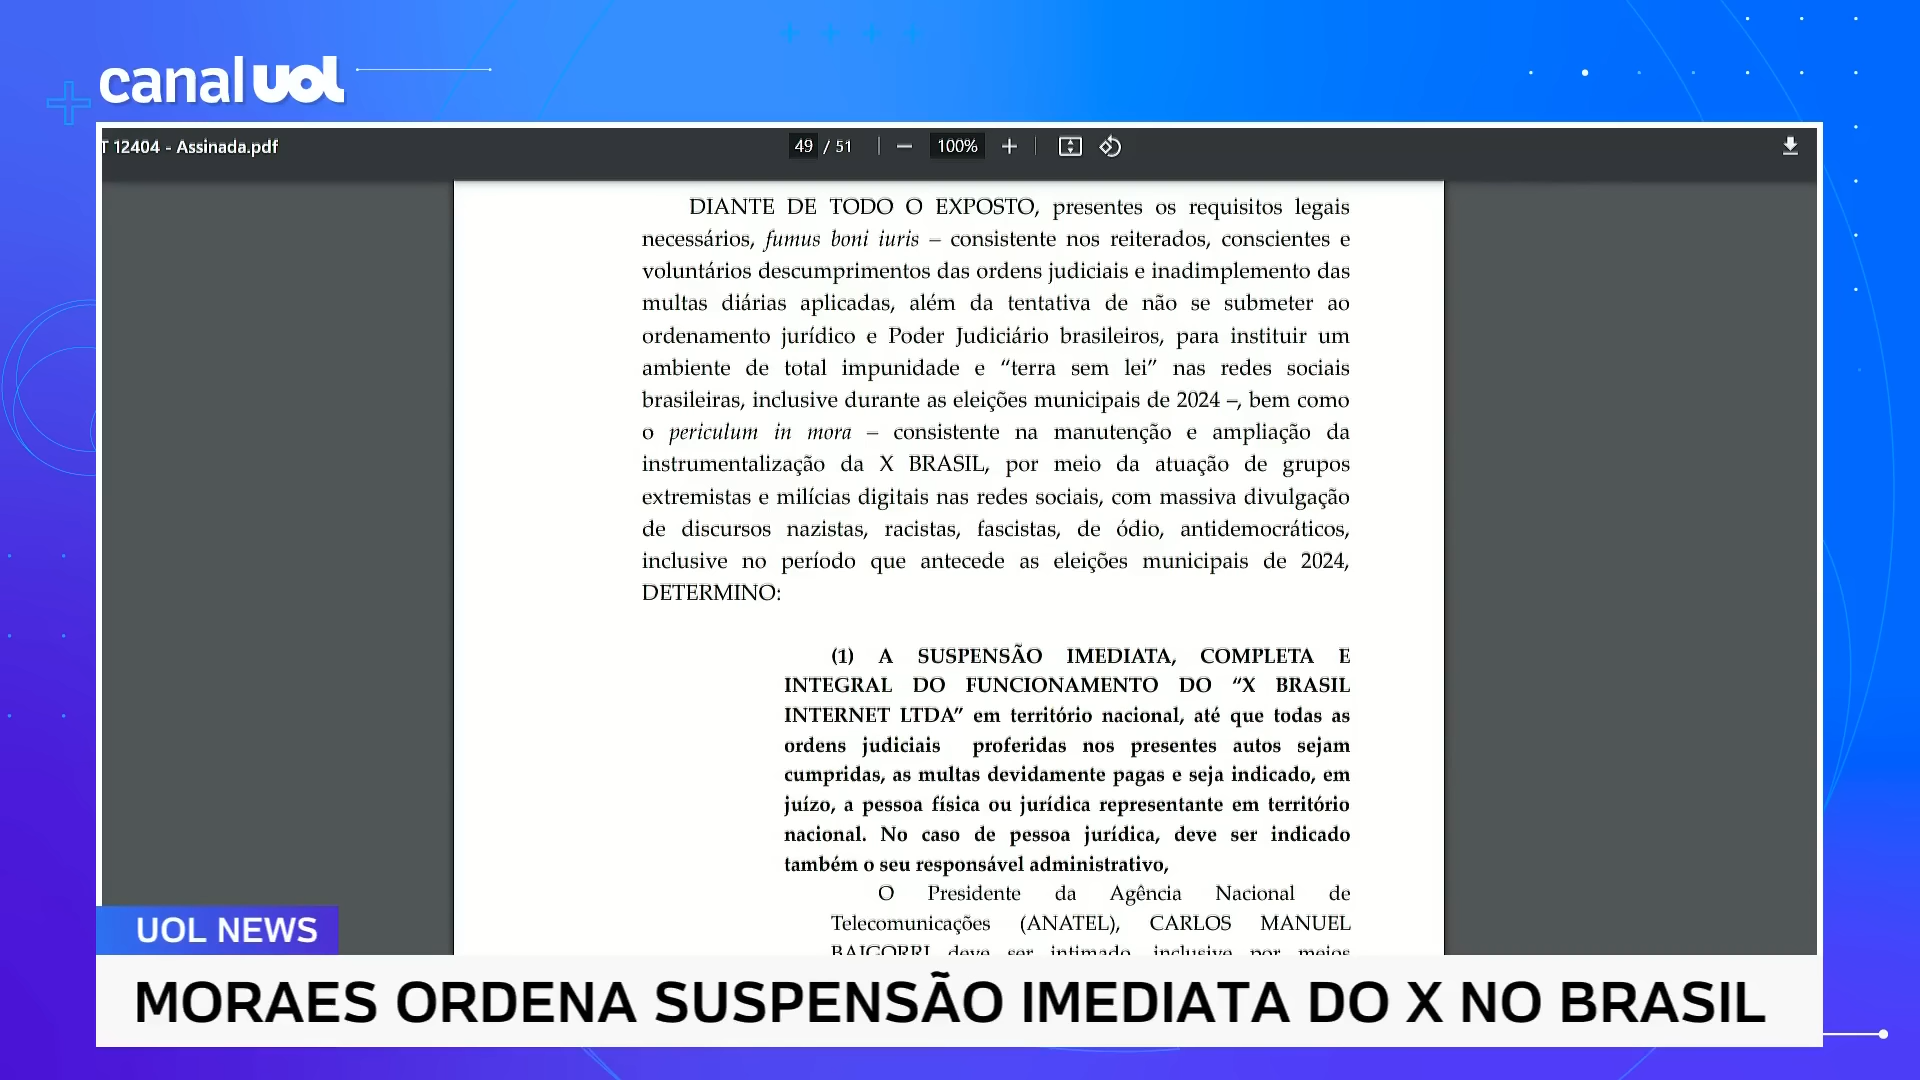 canal uol
T 12404 - Assinada.pdf
49 / 51
100%
DIANTE DE TODO O EXPOSTO, presentes os requisitos legais
necessários, fumus boni iuris – consistente nos reiterados, conscientes e
voluntários descumprimentos das ordens judiciais e inadimplemento das
multas diárias aplicadas, além da tentativa de não se submeter ao
ordenamento jurídico e Poder Judiciário brasileiros, para instituir um
ambiente de total impunidade e “terra sem lei” nas redes sociais
brasileiras, inclusive durante as eleições municipais de 2024 –, bem como
o periculum in mora – consistente na manutenção e ampliação da
instrumentalização da X BRASIL, por meio da atuação de grupos
extremistas e milícias digitais nas redes sociais, com massiva divulgação
de discursos nazistas, racistas, fascistas, de ódio, antidemocráticos,
inclusive no período que antecede as eleições municipais de 2024,
DETERMINO:
(1) A SUSPENSÃO IMEDIATA, COMPLETA E
INTEGRAL DO FUNCIONAMENTO DO “X BRASIL
INTERNET LTDA” em território nacional, até que todas as
ordens judiciais proferidas nos presentes autos sejam
cumpridas, as multas devidamente pagas e seja indicado, em
juízo, a pessoa física ou jurídica representante em território
nacional. No caso de pessoa jurídica, deve ser indicado
também o seu responsável administrativo,
O Presidente da Agência Nacional de
Telecomunicações (ANATEL), CARLOS MANUEL
BAIGORRI deve ser intimado, inclusive por meios
UOL NEWS
MORAES ORDENA SUSPENSÃO IMEDIATA DO X NO BRASIL